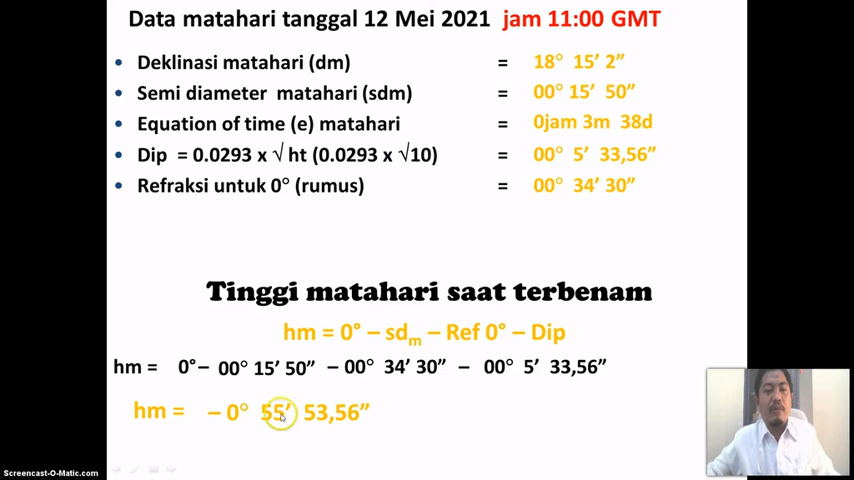 Data matahari tanggal 12 Mei 2021 jam 11:00 GMT
• Deklinasi matahari (dm) = 18° 15’ 2”
• Semi diameter matahari (sdm) = 00° 15’ 50”
• Equation of time (e) matahari = 0jam 3m 38d
• Dip = 0.0293 x √ ht (0.0293 x √10) = 00° 5’ 33,56”
• Refraksi untuk 0° (rumus) = 00° 34’ 30”
Tinggi matahari saat terbenam
hm = 0° – sdm – Ref 0° – Dip
hm = 0° – 00° 15’ 50” – 00° 34’ 30” – 00° 5’ 33,56”
hm = – 0° 55’ 53,56”
Screencast-O-Matic.com